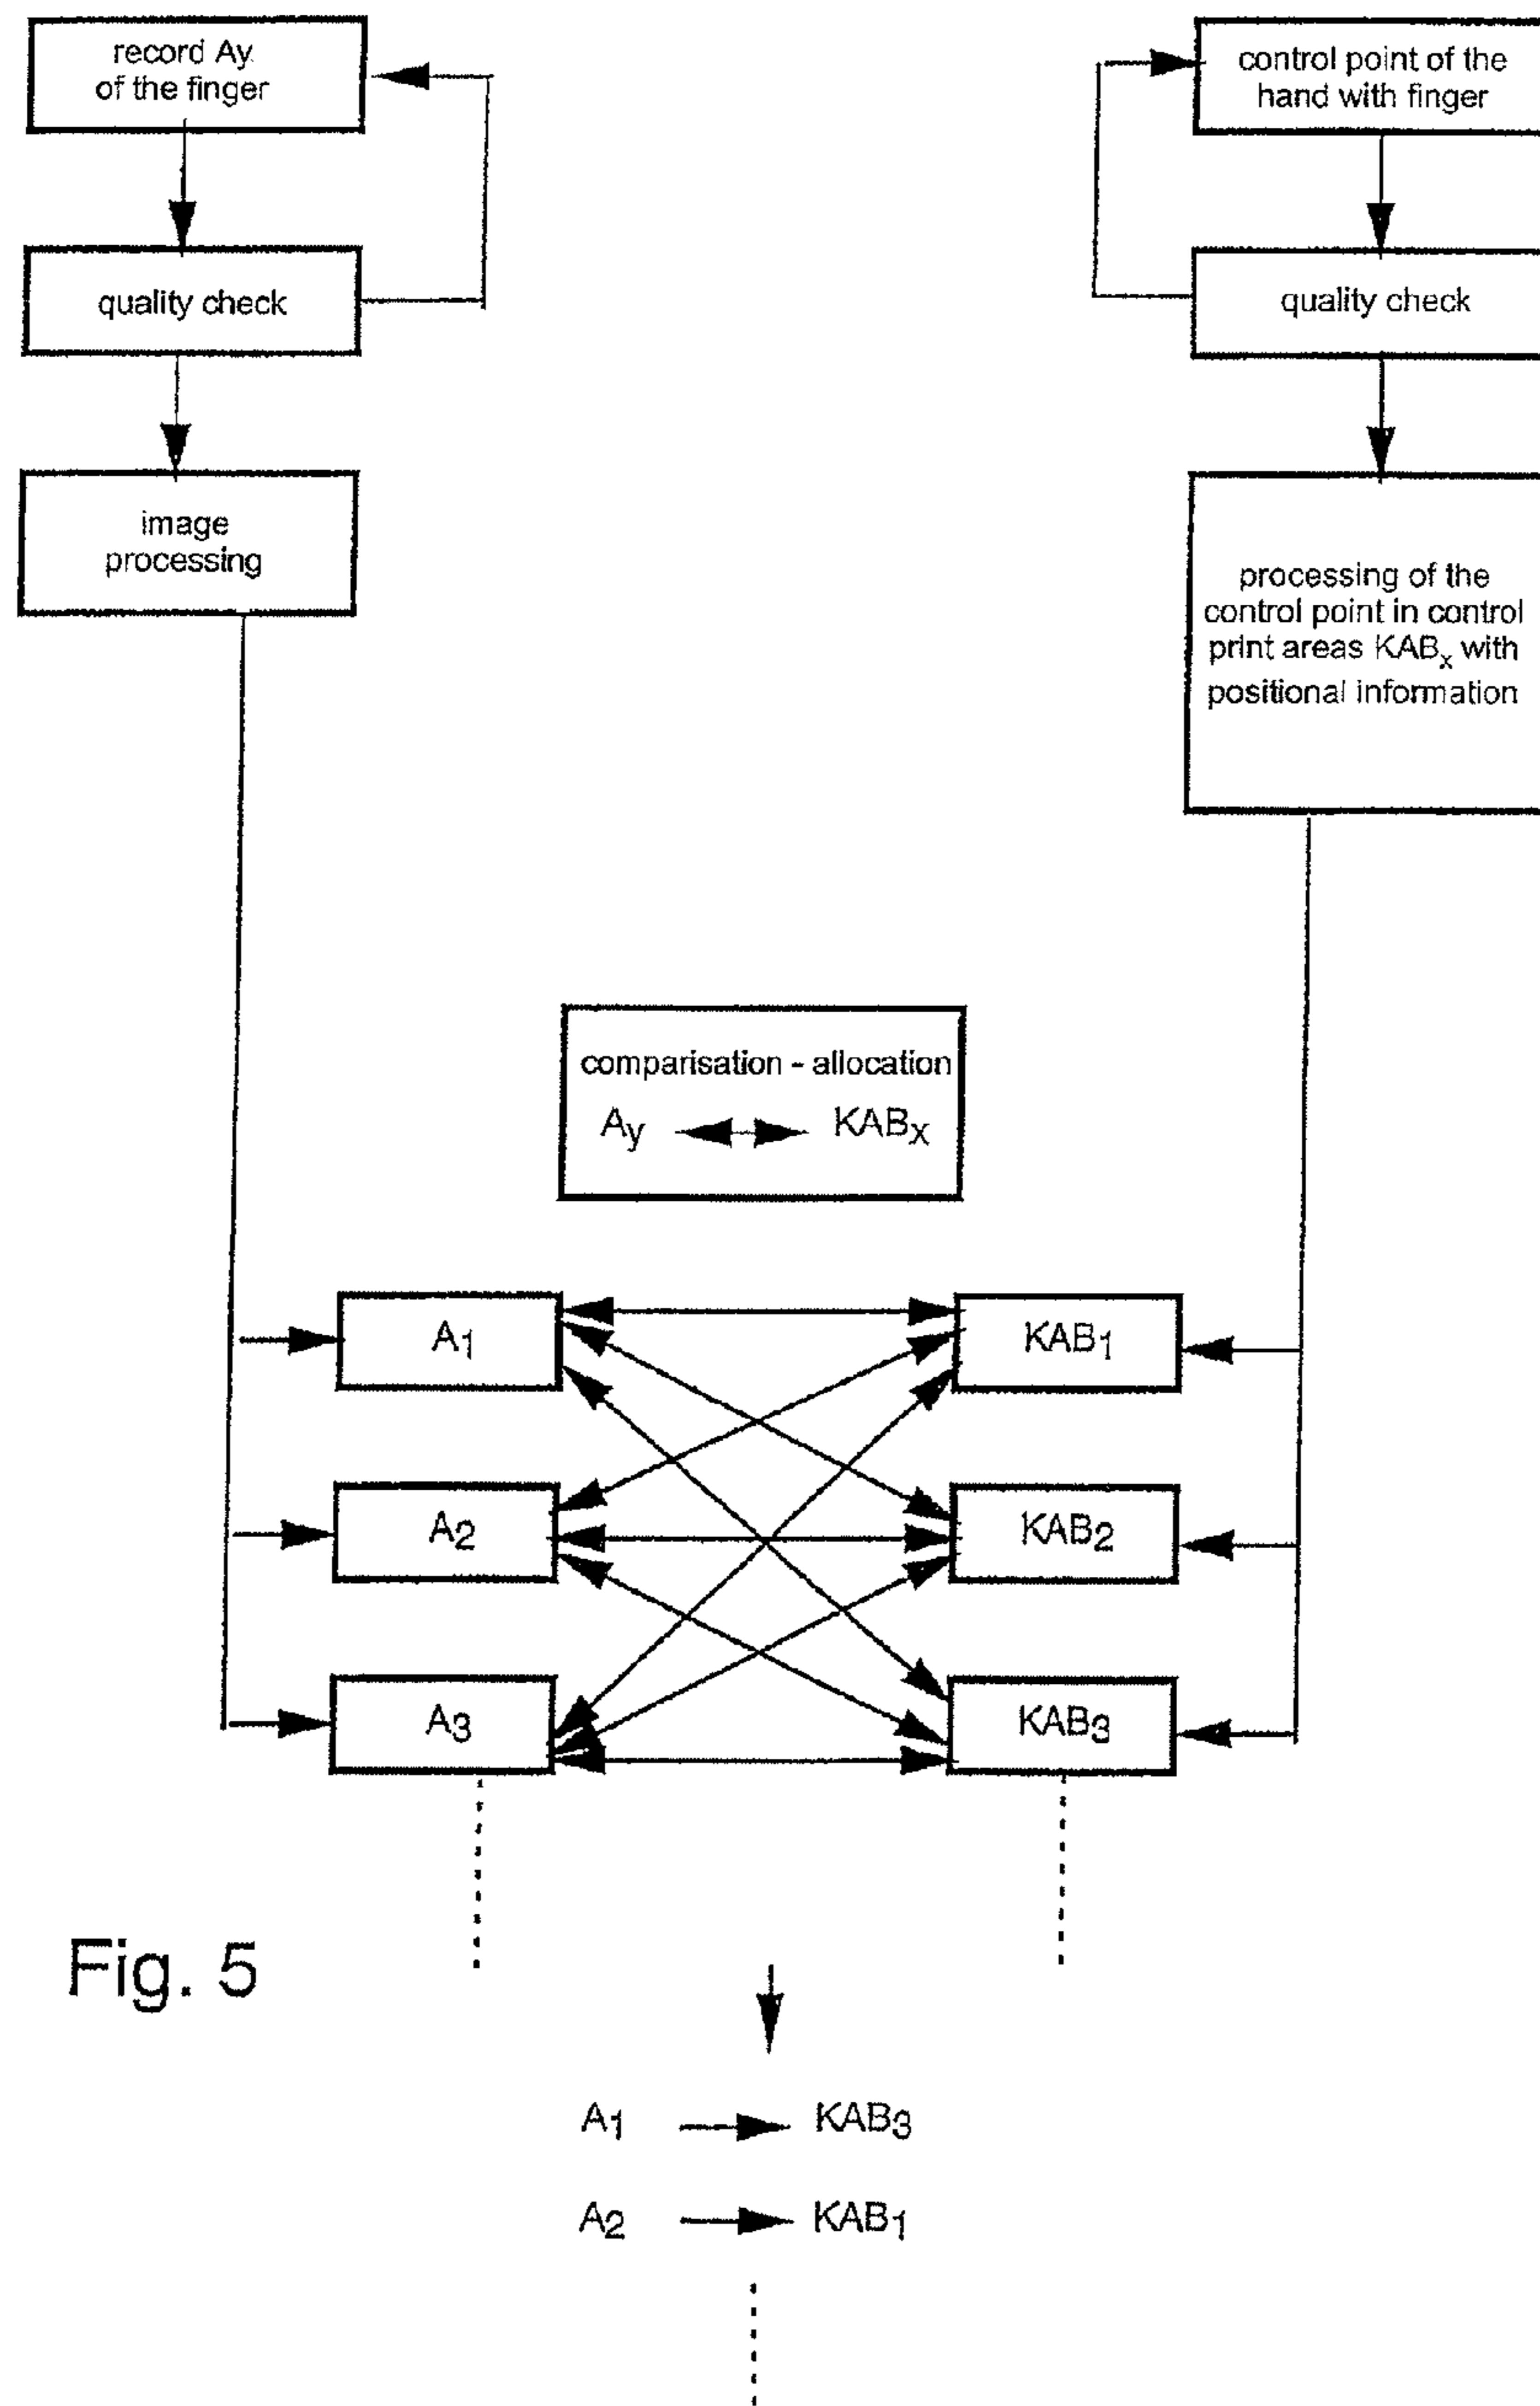 record Ay
of the finger
quality check
image
processing
control point of the
hand with finger
quality check
processing of the
control point in control
print areas KABx with
positional information
comparisation - allocation
Ay KABx
A1 KAB1
A2 KAB2
A3 KAB3
Fig. 5
A1 KAB3
A2 KAB1